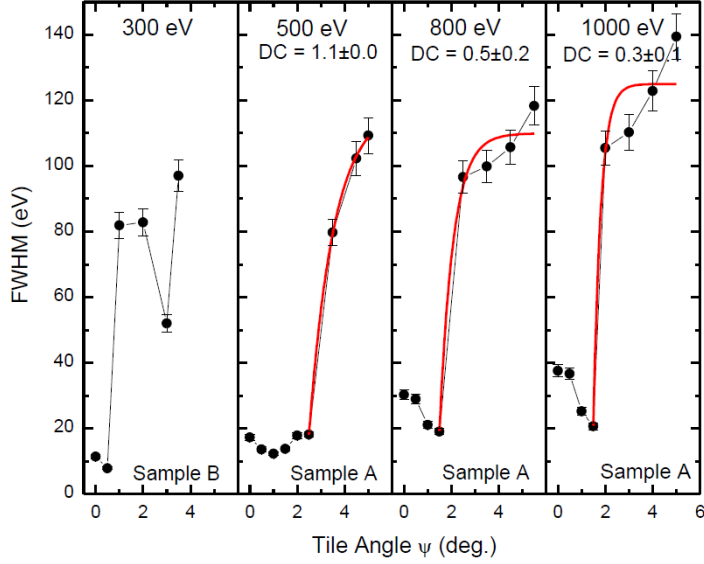 300 eV
500 eV
DC = 1.1±0.0
800 eV
DC = 0.5±0.2
1000 eV
DC = 0.3±0.1
140
120
100
80
60
40
20
0
FWHM (eV)
Sample B
Sample A
Sample A
Sample A
0 2 4 0 2 4 0 2 4 0 2 4 6
Tile Angle ψ (deg.)